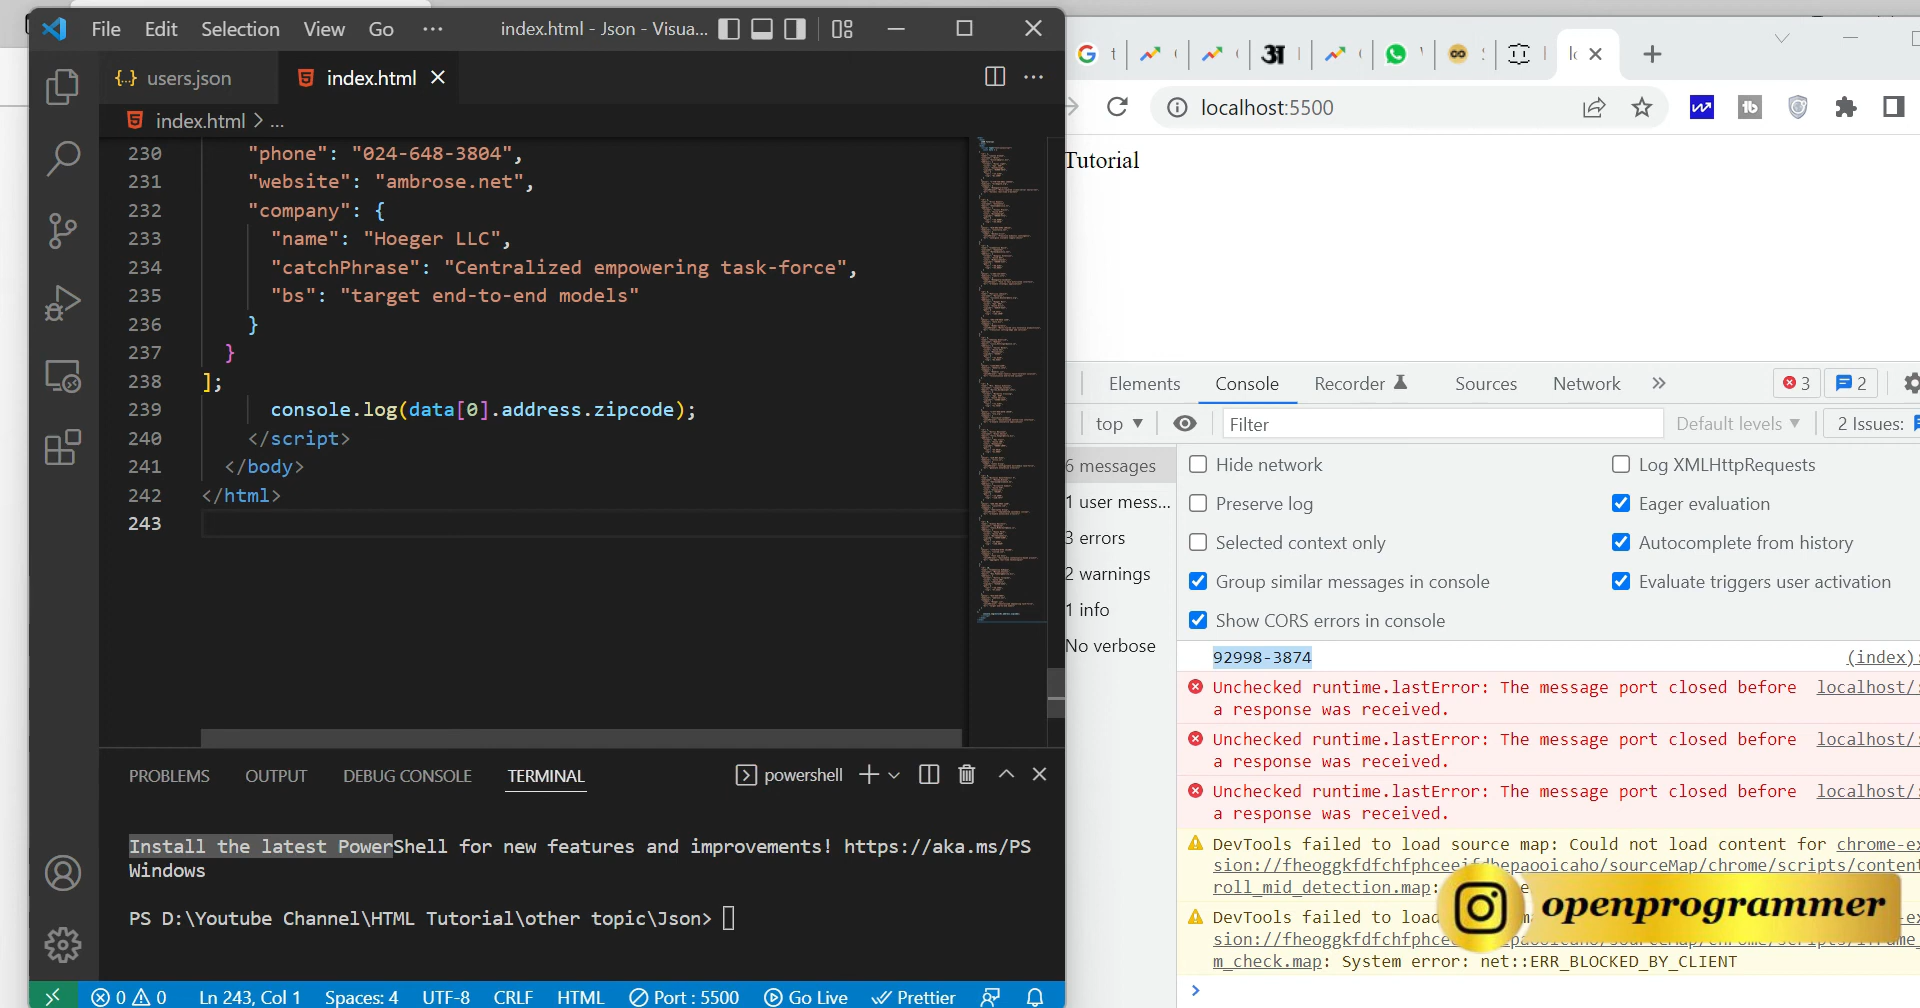 File Edit Selection View Go ··· index.html - Json - Visua...
users.json index.html
index.html > ...
230 "phone": "024-648-3804",
231 "website": "ambrose.net",
232 "company": {
233 "name": "Hoeger LLC",
234 "catchPhrase": "Centralized empowering task-force",
235 "bs": "target end-to-end models"
236 }
237 }
238 ];
239 console.log(data[0].address.zipcode);
240 </script>
241 </body>
242 </html>
243
PROBLEMS OUTPUT DEBUG CONSOLE TERMINAL powershell
Install the latest PowerShell for new features and improvements! https://aka.ms/PS
Windows
PS D:\Youtube Channel\HTML Tutorial\other topic\Json>
0 0 Ln 243, Col 1 Spaces: 4 UTF-8 CRLF HTML Port : 5500 Go Live Prettier
localhost:5500
Tutorial
Elements Console Recorder Sources Network 3 2
top Filter Default levels 2 Issues:
6 messages
1 user mess...
3 errors
2 warnings
1 info
No verbose
Hide network Log XMLHttpRequests
Preserve log Eager evaluation
Selected context only Autocomplete from history
Group similar messages in console Evaluate triggers user activation
Show CORS errors in console
92998-3874 (index):
Unchecked runtime.lastError: The message port closed before localhost/:
a response was received.
Unchecked runtime.lastError: The message port closed before localhost/:
a response was received.
Unchecked runtime.lastError: The message port closed before localhost/:
a response was received.
DevTools failed to load source map: Could not load content for chrome-ex
roll_mid_detection.map:
DevTools failed to load
m_check.map: System error: net::ERR_BLOCKED_BY_CLIENT
openprogrammer